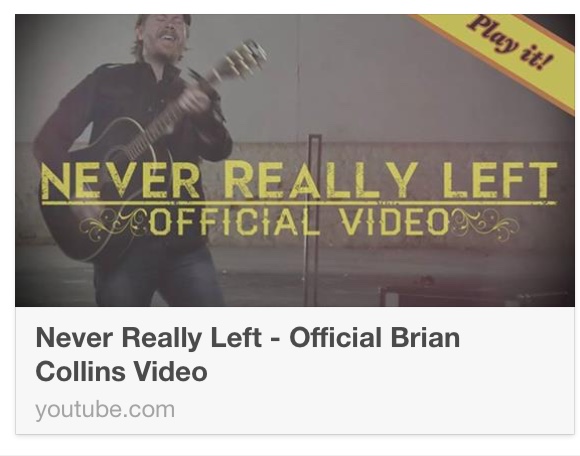 Play it!
NEVER REALLY LEFT
OFFICIAL VIDEO
Never Really Left - Official Brian
Collins Video
youtube.com